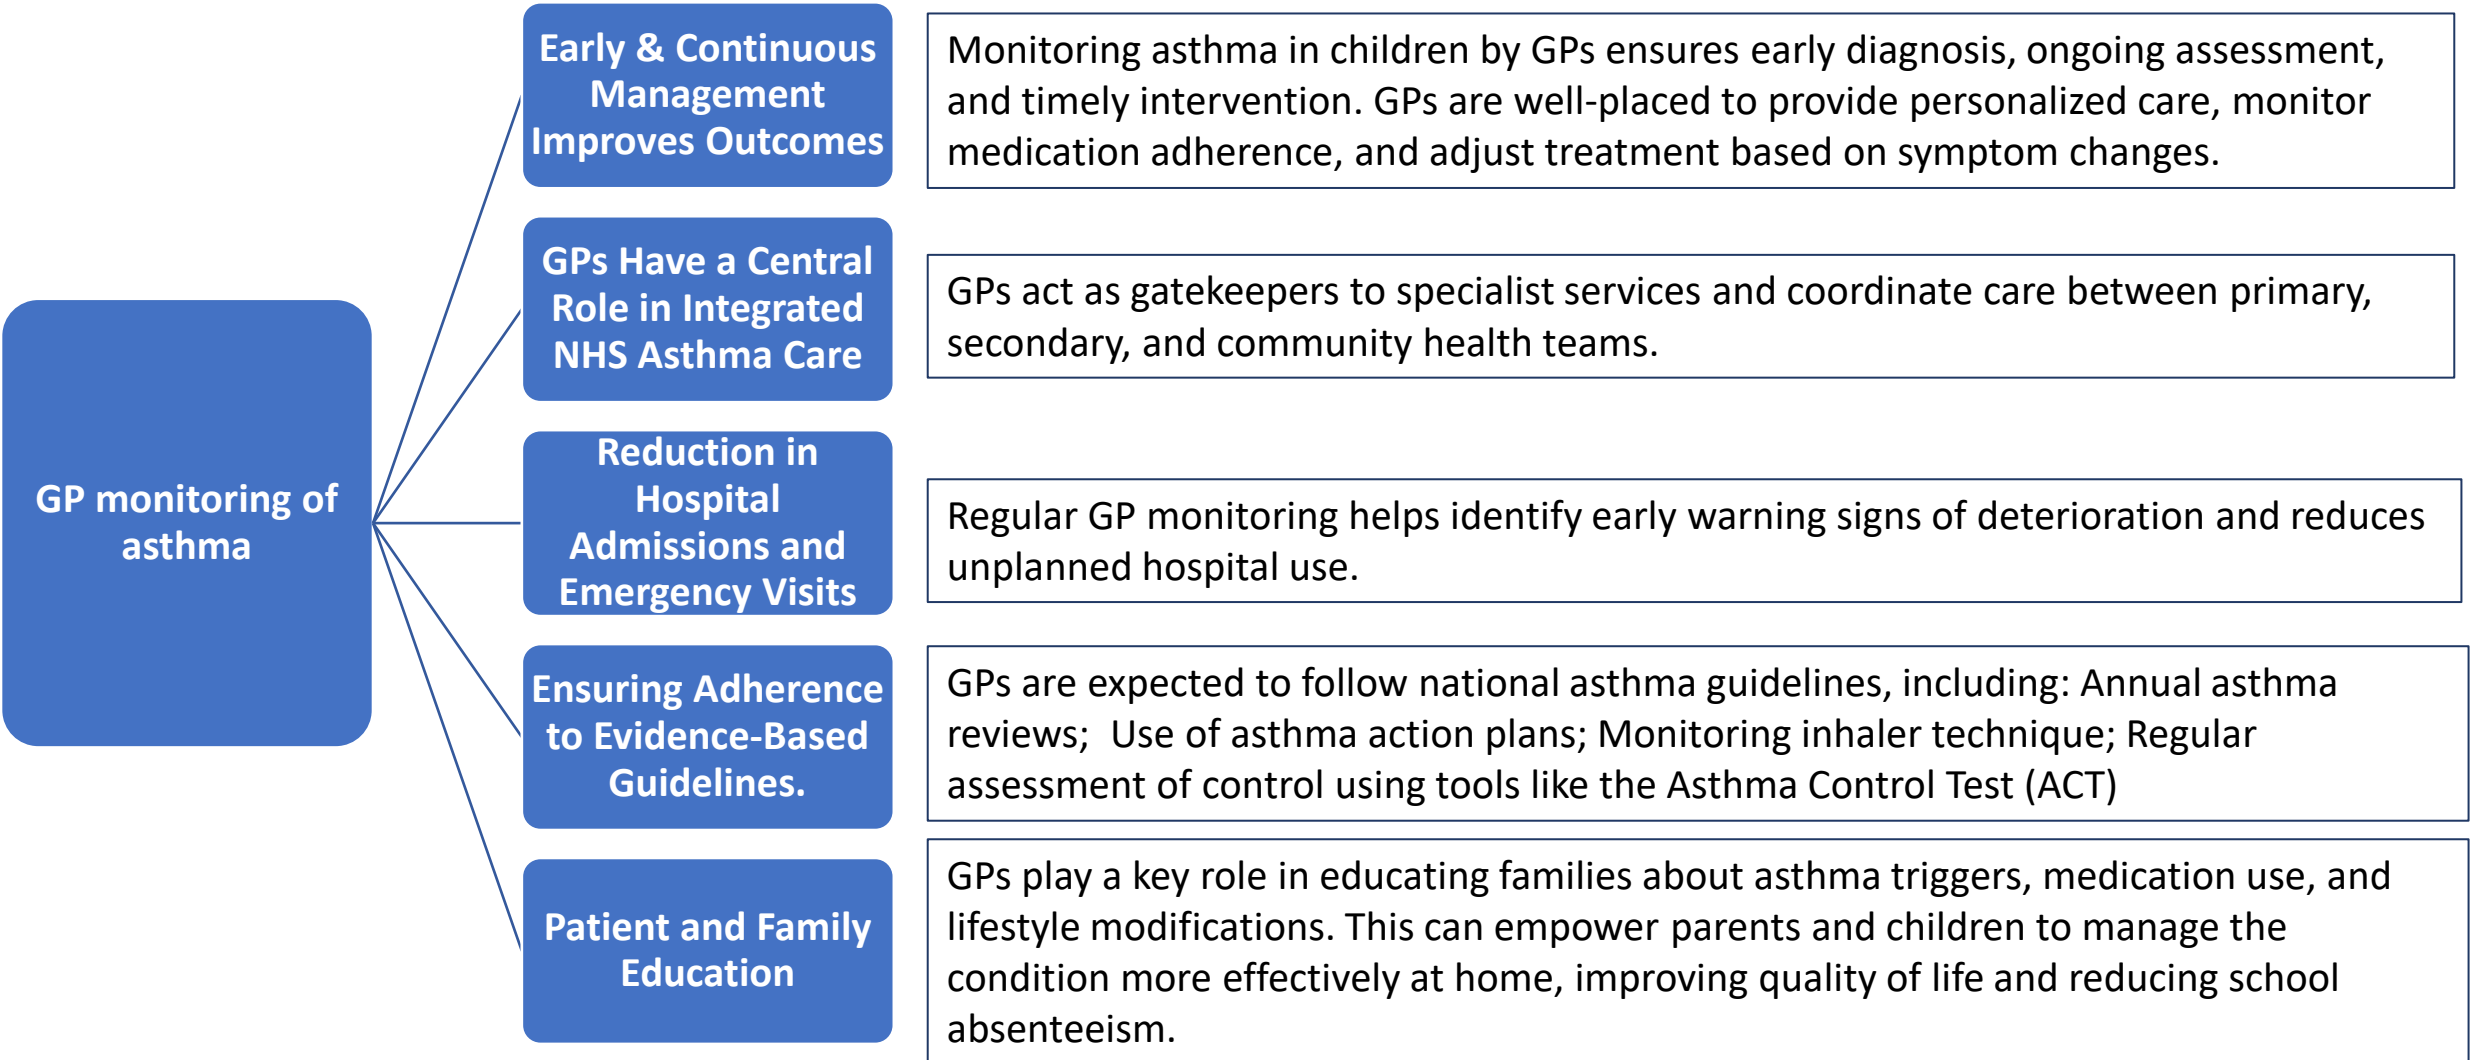 GP monitoring of
asthma
Early & Continuous
Management
Improves Outcomes
Monitoring asthma in children by GPs ensures early diagnosis, ongoing assessment,
and timely intervention. GPs are well-placed to provide personalized care, monitor
medication adherence, and adjust treatment based on symptom changes.
GPs Have a Central
Role in Integrated
NHS Asthma Care
GPs act as gatekeepers to specialist services and coordinate care between primary,
secondary, and community health teams.
Reduction in
Hospital
Admissions and
Emergency Visits
Regular GP monitoring helps identify early warning signs of deterioration and reduces
unplanned hospital use.
Ensuring Adherence
to Evidence-Based
Guidelines.
GPs are expected to follow national asthma guidelines, including: Annual asthma
reviews;  Use of asthma action plans; Monitoring inhaler technique; Regular
assessment of control using tools like the Asthma Control Test (ACT)
Patient and Family
Education
GPs play a key role in educating families about asthma triggers, medication use, and
lifestyle modifications. This can empower parents and children to manage the
condition more effectively at home, improving quality of life and reducing school
absenteeism.